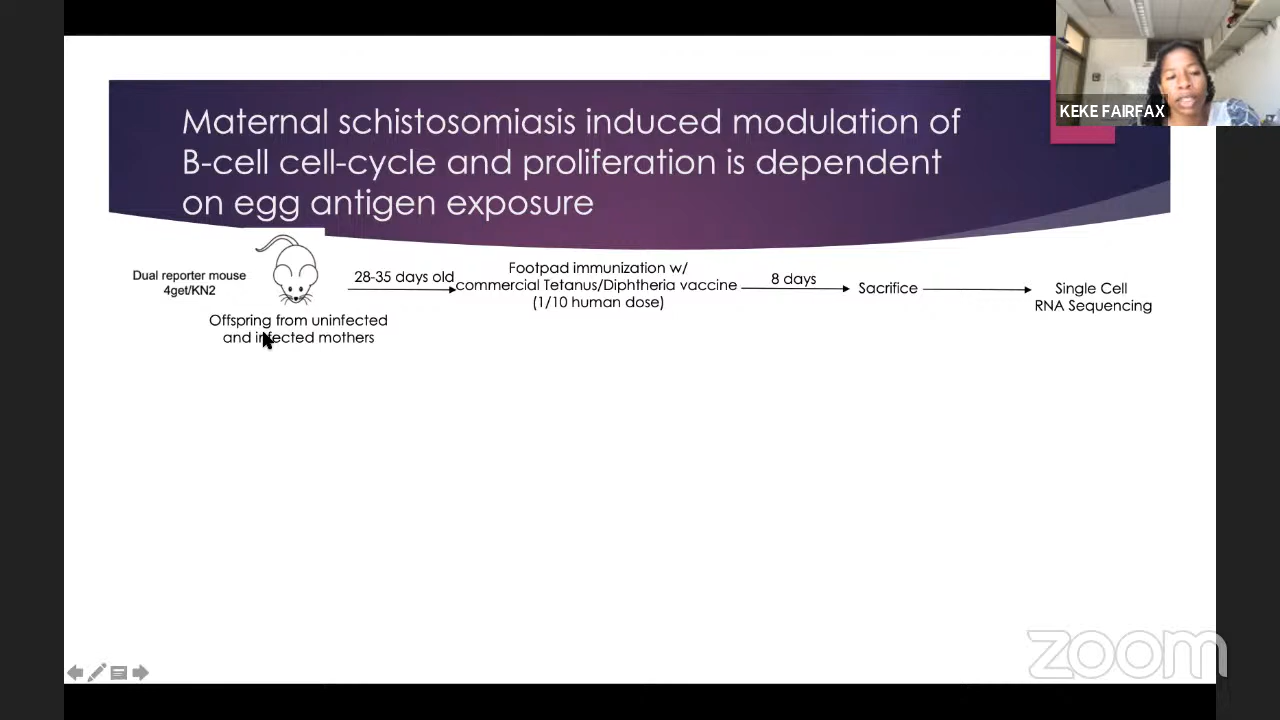 KEKE FAIRFAX
Maternal schistosomiasis induced modulation of
B-cell cell-cycle and proliferation is dependent
on egg antigen exposure
Dual reporter mouse
4get/KN2
Offspring from uninfected
and infected mothers
28-35 days old
Footpad immunization w/
commercial Tetanus/Diphtheria vaccine
(1/10 human dose)
8 days
Sacrifice
Single Cell
RNA Sequencing
zoom